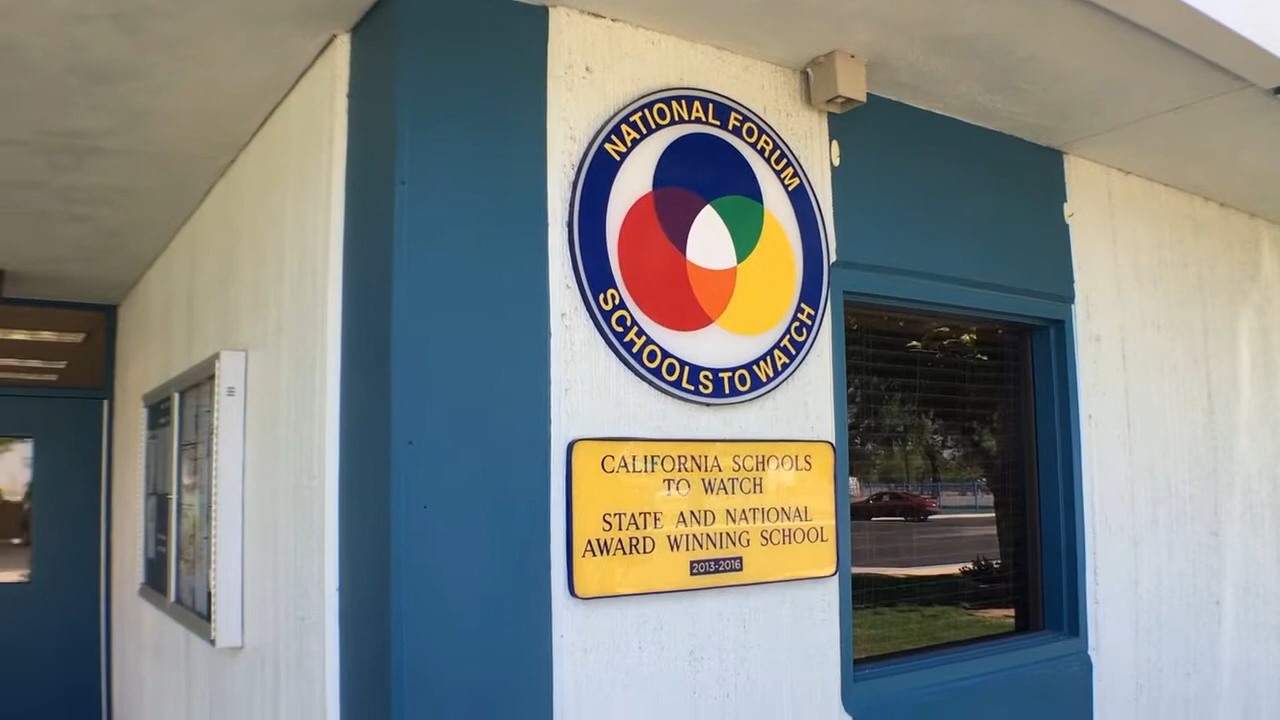 NATIONAL FORUM
SCHOOLS TO WATCH
CALIFORNIA SCHOOLS
TO WATCH
STATE AND NATIONAL
AWARD WINNING SCHOOL
2013-2016